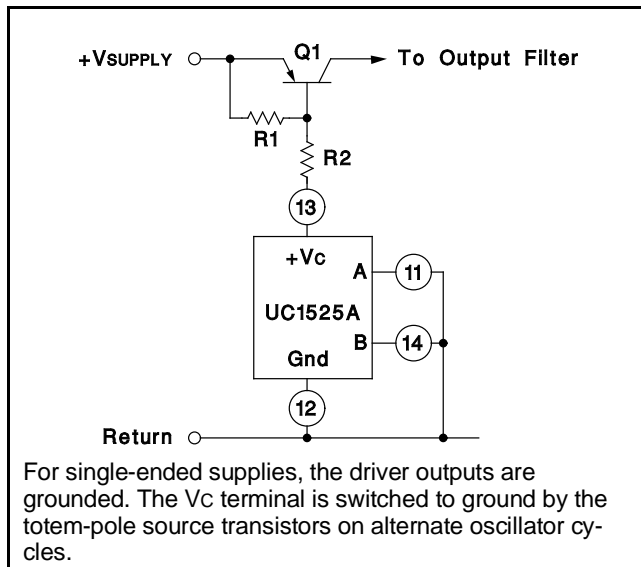 Q1
+VSUPPLY
To Output Filter
R1
R2
13
+VC
A
11
UC1525A
B
14
Gnd
12
Return
For single-ended supplies, the driver outputs are
grounded. The VC terminal is switched to ground by the
totem-pole source transistors on alternate oscillator cy-
cles.